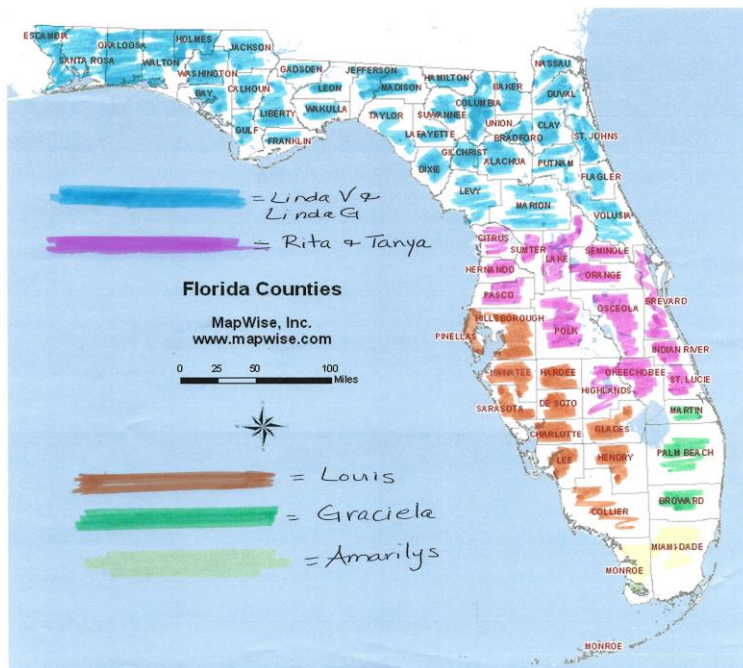 ESCAMBIA
SANTA ROSA
OKALOOSA
WALTON
HOLMES
WASHINGTON
BAY
JACKSON
CALHOUN
GULF
GADSDEN
LIBERTY
FRANKLIN
LEON
WAKULLA
JEFFERSON
MADISON
TAYLOR
HAMILTON
SUWANNEE
LAFAYETTE
DIXIE
COLUMBIA
GILCHRIST
LEVY
BAKER
UNION
BRADFORD
ALACHUA
MARION
NASSAU
DUVAL
CLAY
ST. JOHNS
PUTNAM
FLAGLER
VOLUSIA
= Linda V &
Linda G
= Rita & Tanya
CITRUS
SUMTER
LAKE
SEMINOLE
HERNANDO
ORANGE
PASCO
OSCEOLA
BREVARD
Florida Counties
MapWise, Inc.
www.mapwise.com
0 25 50 100
Miles
HILLSBOROUGH
PINELLAS
POLK
INDIAN RIVER
MANATEE
HARDEE
OKEECHOBEE
HIGHLANDS
ST. LUCIE
SARASOTA
DE SOTO
MARTIN
CHARLOTTE
GLADES
LEE
HENDRY
PALM BEACH
= Louis
= Graciela
= Amarilys
COLLIER
BROWARD
MIAMI-DADE
MONROE
MONROE